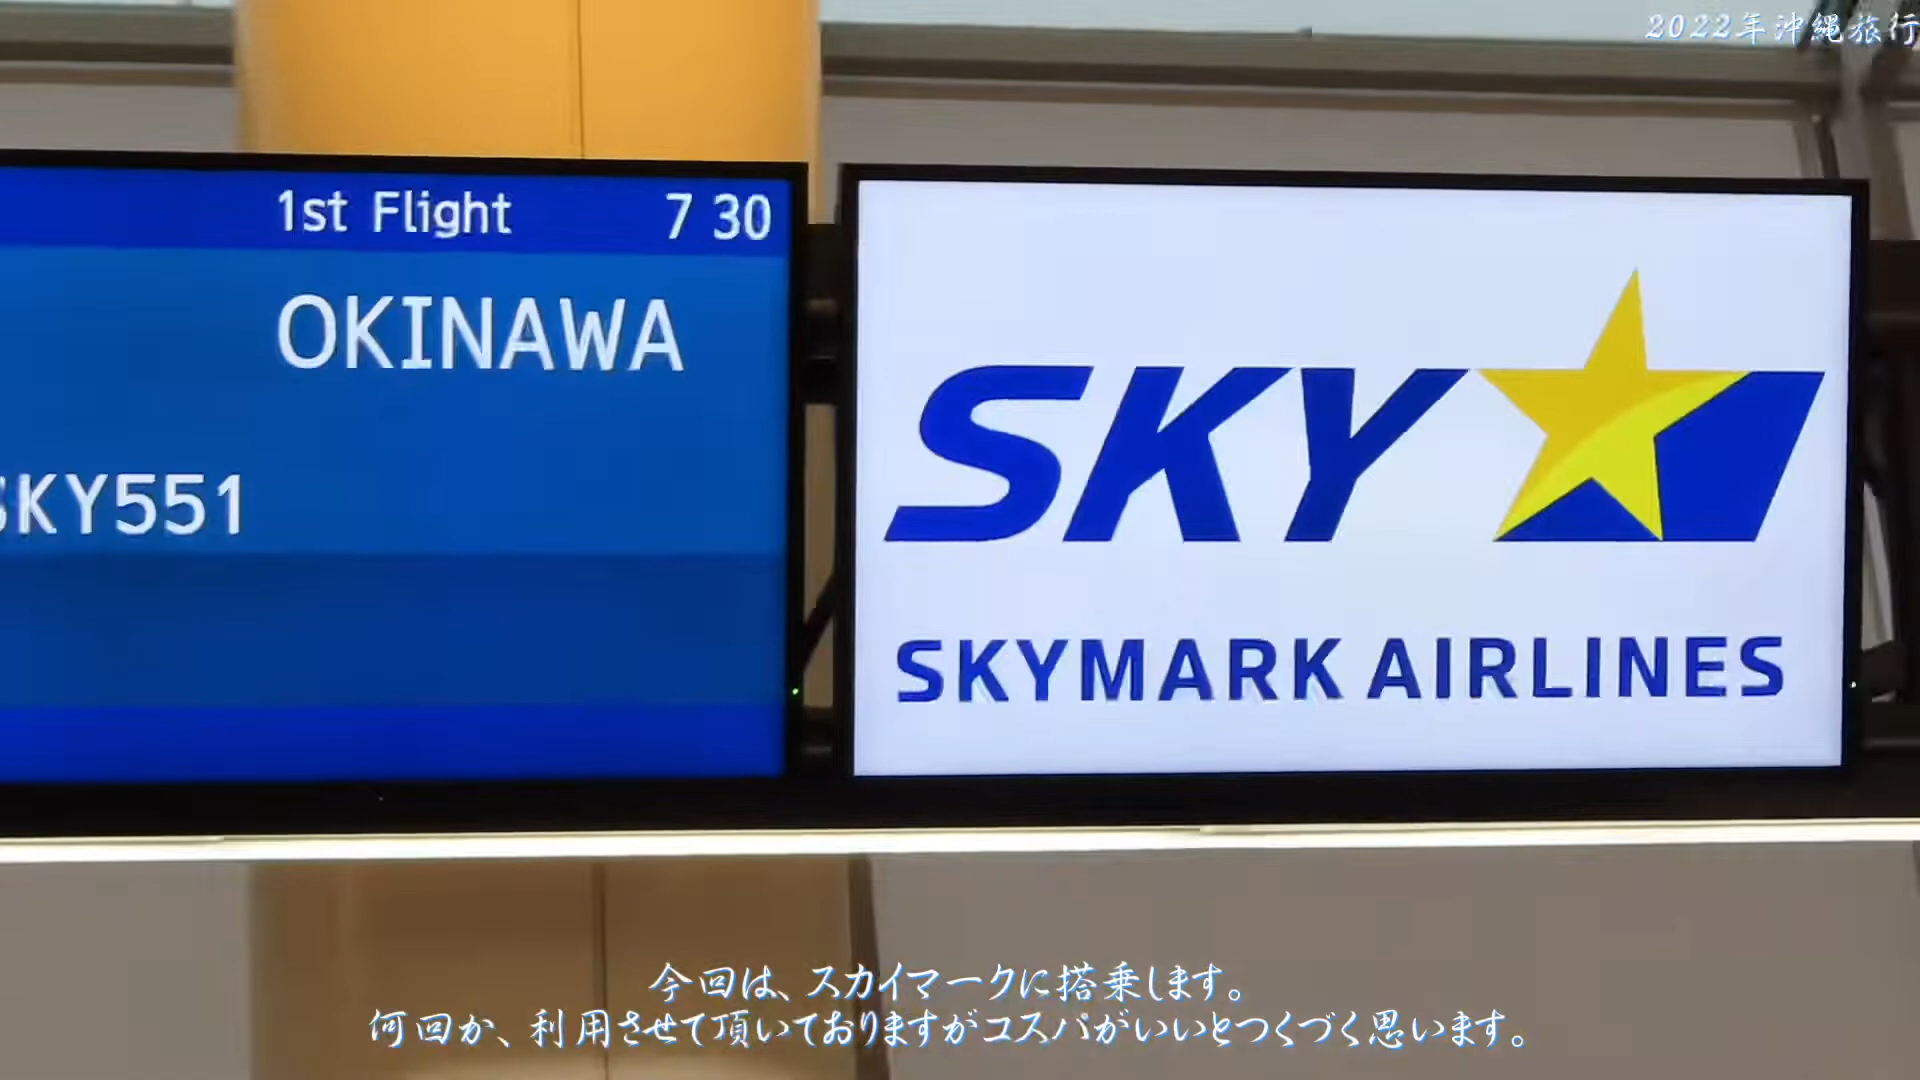 2022年沖縄旅行
1st Flight 7 30
OKINAWA
SKY551
SKY
SKYMARK AIRLINES
今回は、スカイマークに搭乗します。
何回か、利用させて頂いておりますがコスパがいいとつくづく思います。